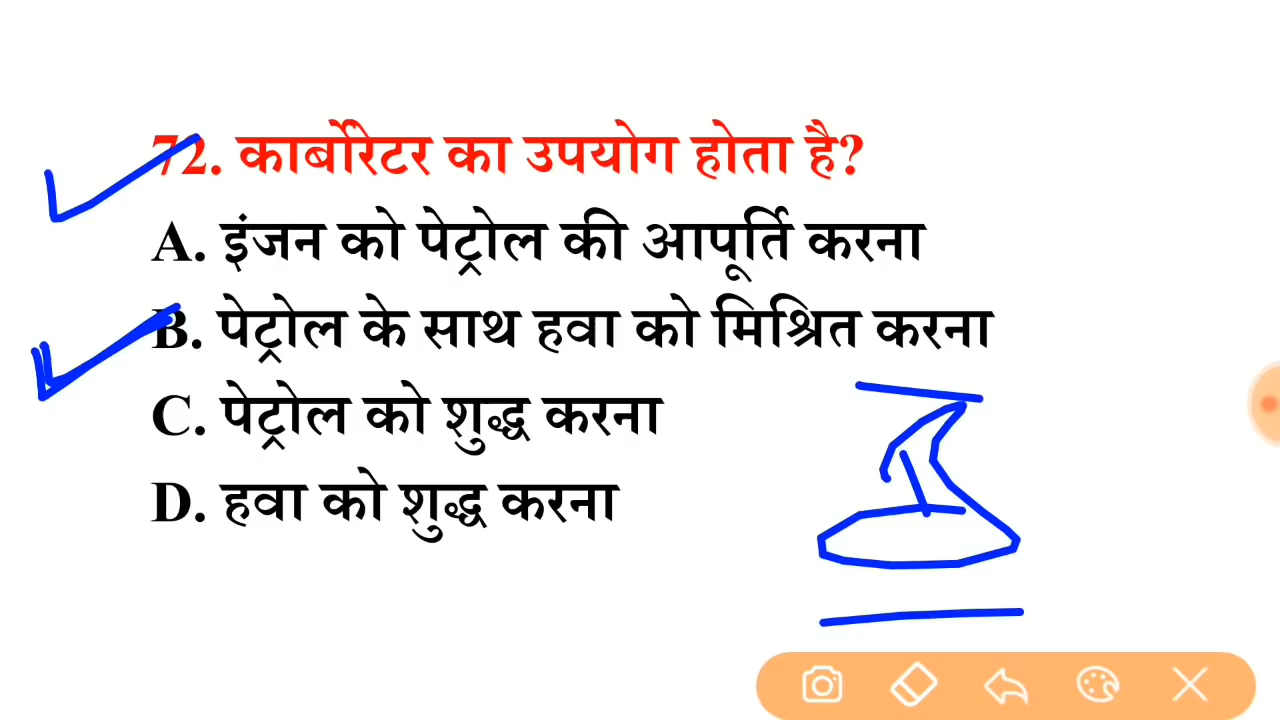 72. कार्बोरेटर का उपयोग होता है?
A. इंजन को पेट्रोल की आपूर्ति करना
B. पेट्रोल के साथ हवा को मिश्रित करना
C. पेट्रोल को शुद्ध करना
D. हवा को शुद्ध करना